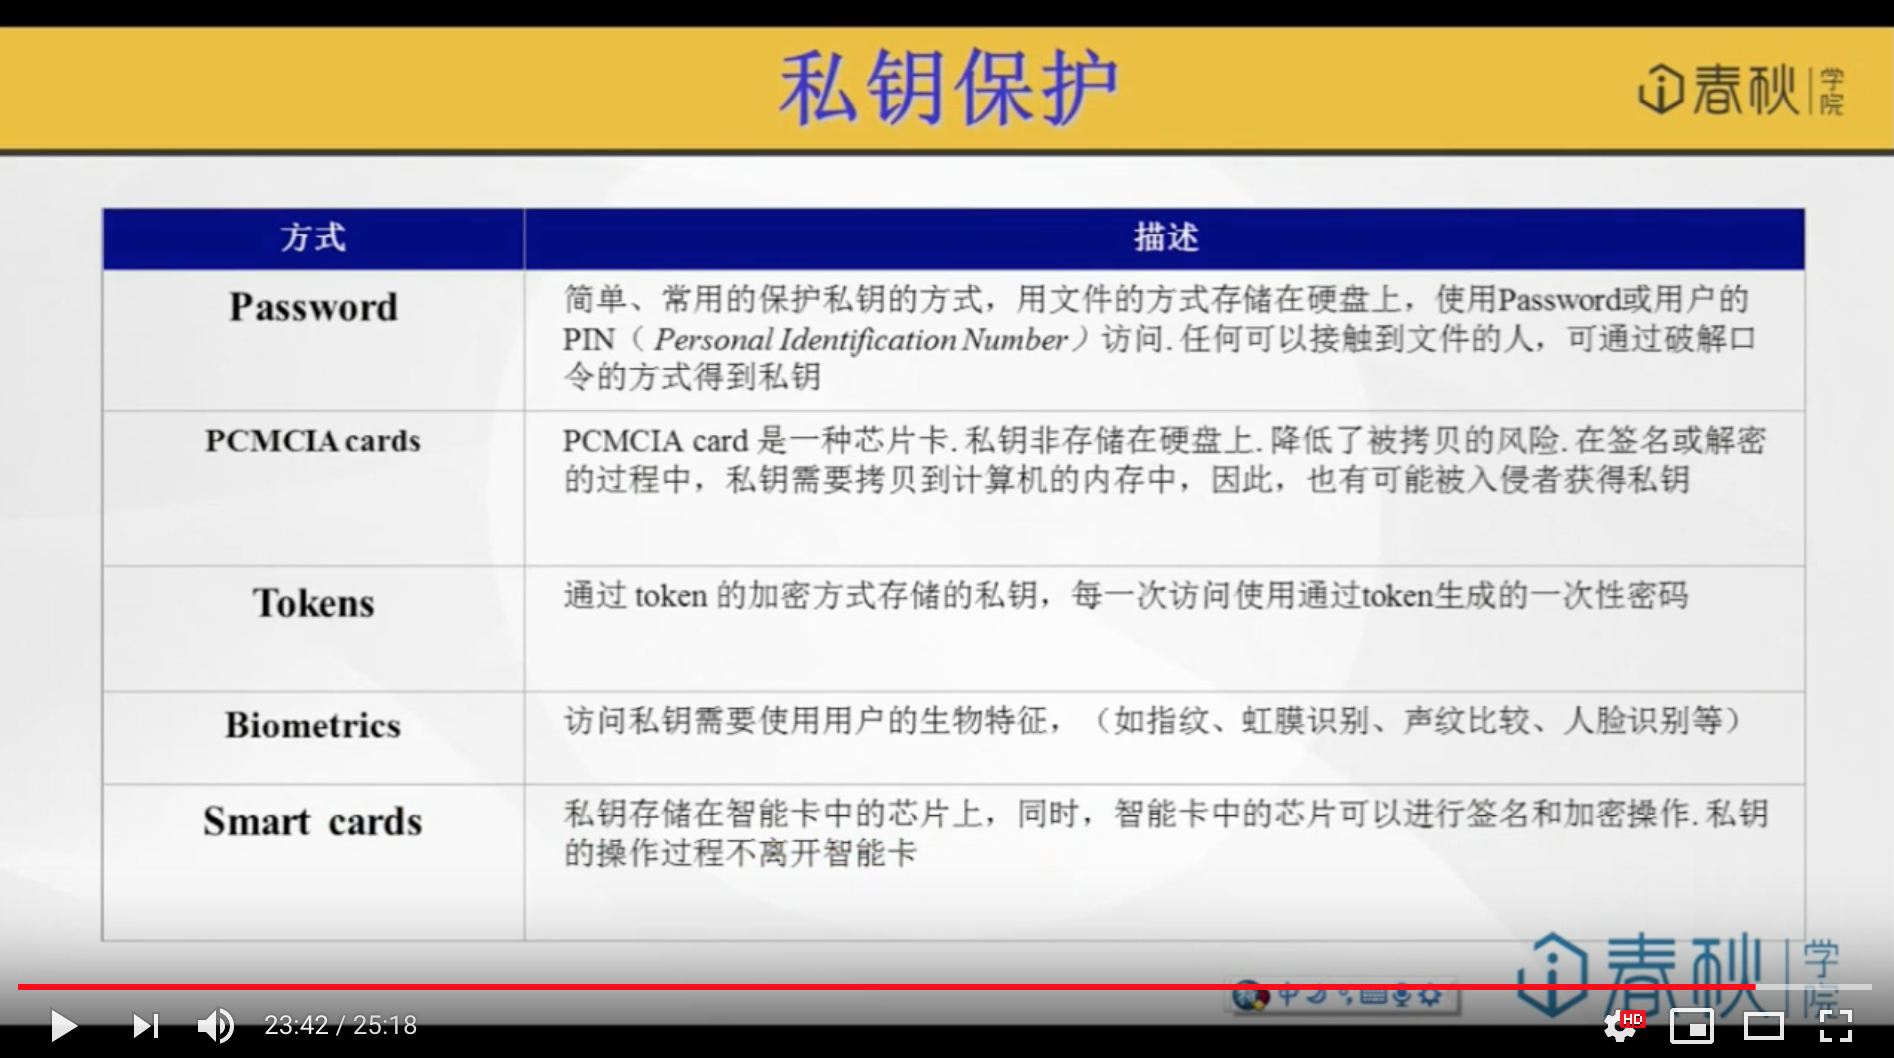 私钥保护
i春秋 学院
方式 描述
Password
简单、常用的保护私钥的方式，用文件的方式存储在硬盘上，使用Password或用户的
PIN（Personal Identification Number）访问. 任何可以接触到文件的人，可通过破解口
令的方式得到私钥
PCMCIA cards
PCMCIA card 是一种芯片卡. 私钥非存储在硬盘上. 降低了被拷贝的风险. 在签名或解密
的过程中，私钥需要拷贝到计算机的内存中，因此，也有可能被入侵者获得私钥
Tokens
通过 token 的加密方式存储的私钥，每一次访问使用通过token生成的一次性密码
Biometrics
访问私钥需要使用用户的生物特征，（如指纹、虹膜识别、声纹比较、人脸识别等）
Smart cards
私钥存储在智能卡中的芯片上，同时，智能卡中的芯片可以进行签名和加密操作. 私钥
的操作过程不离开智能卡
i春秋 学院
中
23:42 / 25:18
HD